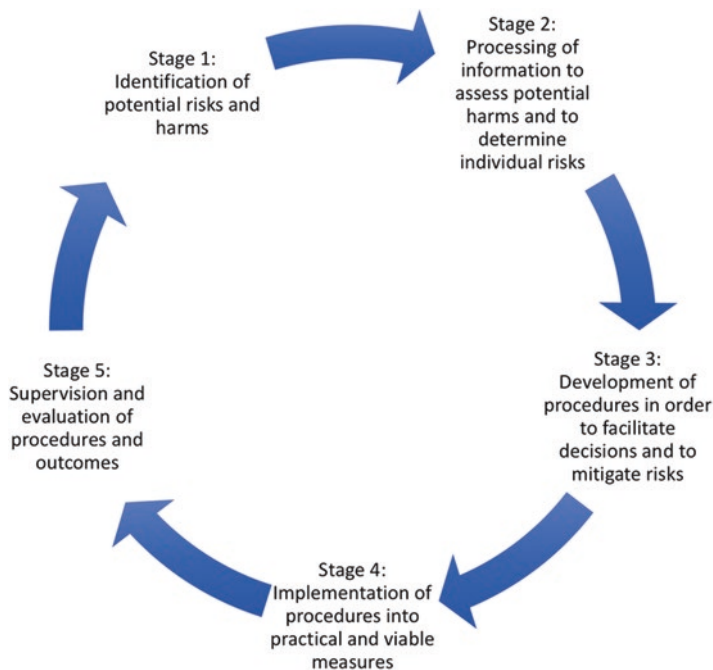 Stage 1:
Identification of
potential risks and
harms
Stage 2:
Processing of
information to
assess potential
harms and to
determine
individual risks
Stage 3:
Development of
procedures in order
to facilitate
decisions and to
mitigate risks
Stage 4:
Implementation of
procedures into
practical and viable
measures
Stage 5:
Supervision and
evaluation of
procedures and
outcomes